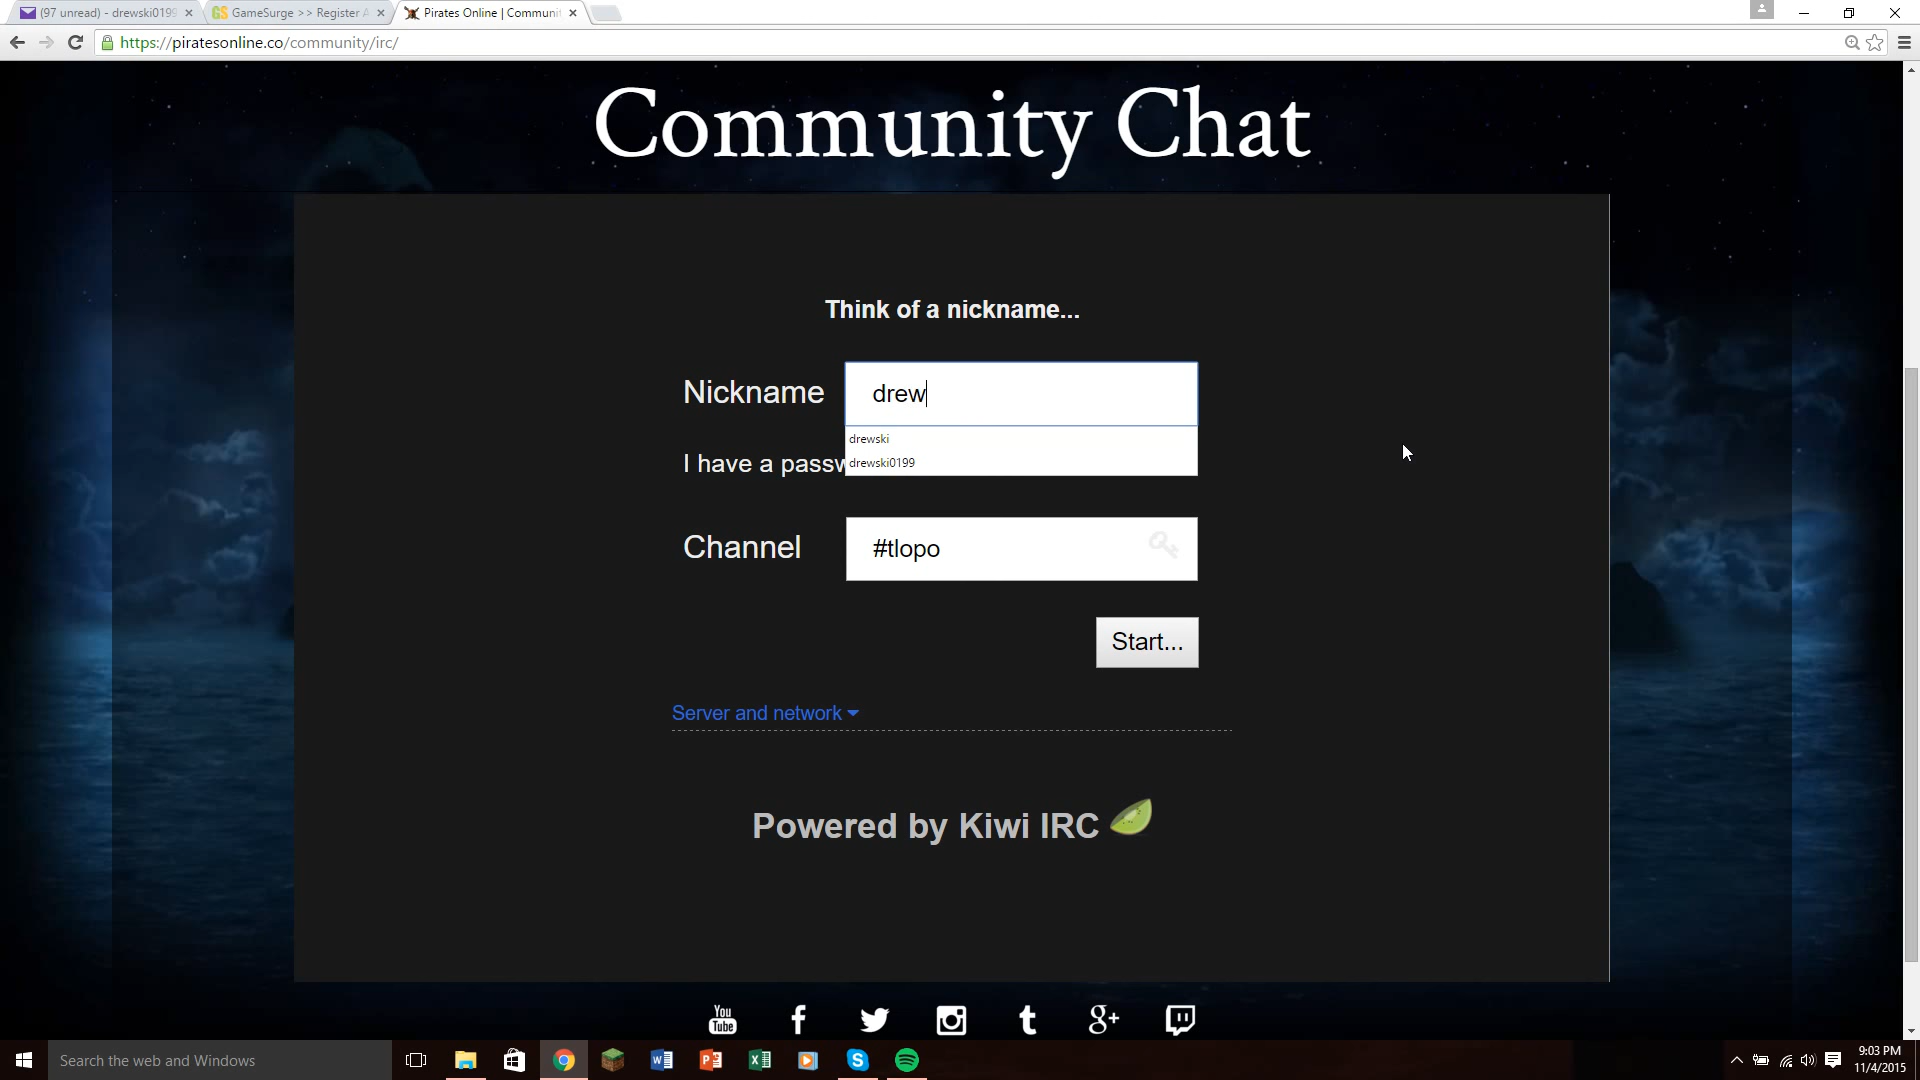 (97 unread) - drewski0199
GameSurge >> Register A
Pirates Online | Communi
https://piratesonline.co/community/irc/
Community Chat
Think of a nickname...
Nickname
drew
drewski
drewski0199
I have a passw
Channel
#tlopo
Start...
Server and network
Powered by Kiwi IRC
You
Tube
Search the web and Windows
9:03 PM
11/4/2015